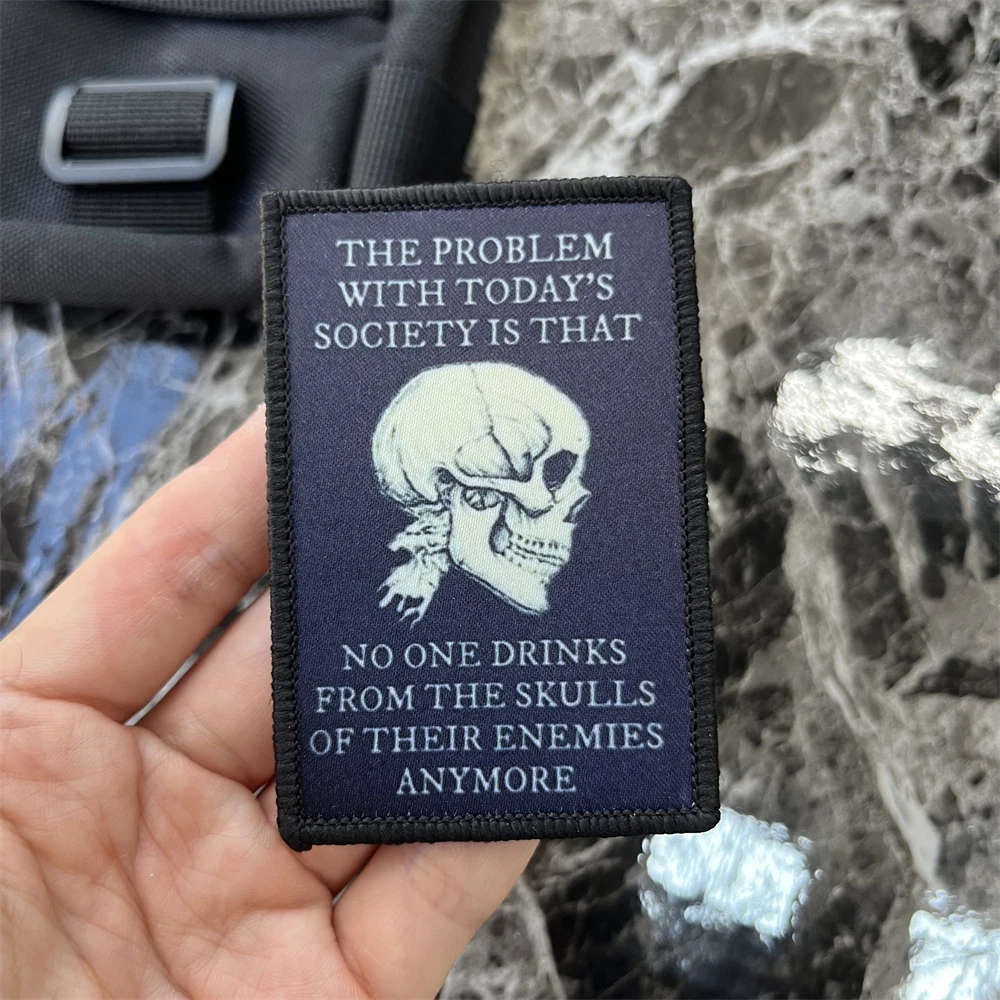 THE PROBLEM
WITH TODAY'S
SOCIETY IS THAT
NO ONE DRINKS
FROM THE SKULLS
OF THEIR ENEMIES
ANYMORE